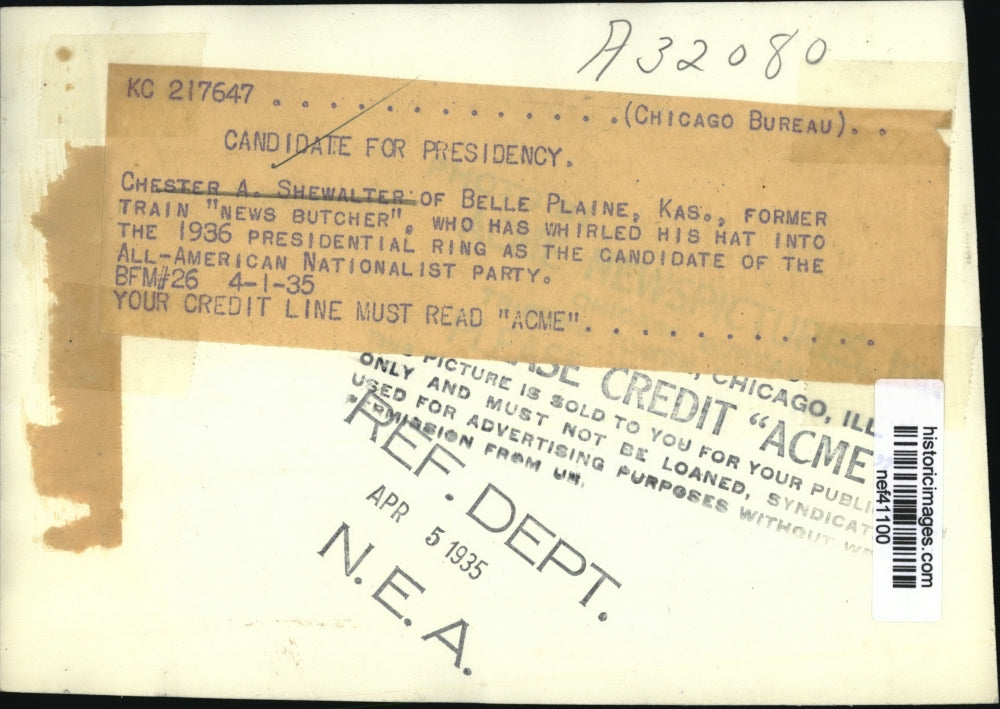 A32080
KC 217647 . . . . . . . . . . . . .(CHICAGO BUREAU). . .
CANDIDATE FOR PRESIDENCY.
CHESTER A. SHEWALTER OF BELLE PLAINE, KAS., FORMER
TRAIN "NEWS BUTCHER", WHO HAS WHIRLED HIS HAT INTO
THE 1936 PRESIDENTIAL RING AS THE CANDIDATE OF THE
ALL-AMERICAN NATIONALIST PARTY.
BFM#26 4-1-35
YOUR CREDIT LINE MUST READ "ACME". . . . . . . . . . .
CHICAGO, ILL
CREDIT "ACME
PICTURE IS SOLD TO YOU FOR YOUR
ONLY AND MUST NOT BE LOANED,
USED FOR ADVERTISING PURPOSES WITHOUT
PERMISSION FROM US.
REF. DEPT.
APR 5 1935
N.E.A.
historicimages.com
nef41100